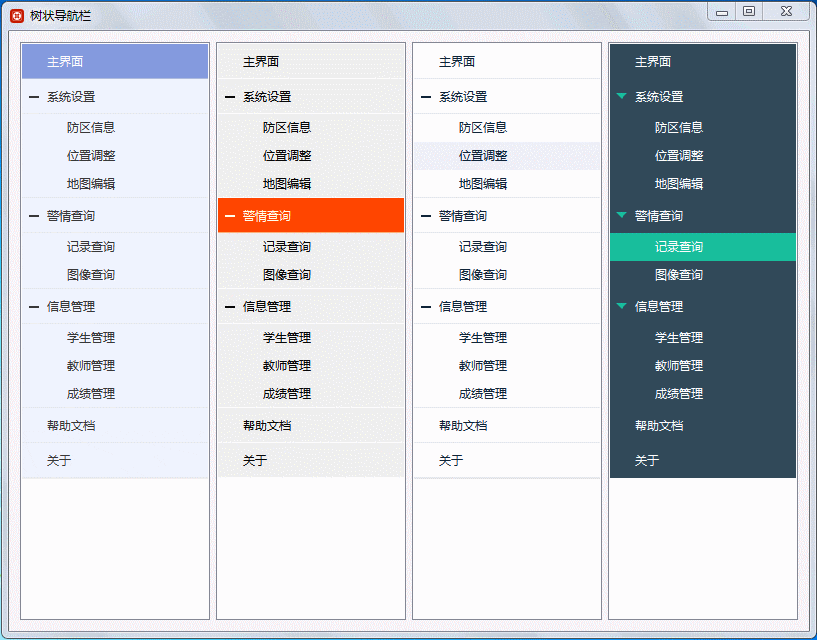 树状导航栏
主界面
系统设置
防区信息
位置调整
地图编辑
警情查询
记录查询
图像查询
信息管理
学生管理
教师管理
成绩管理
帮助文档
关于
主界面
系统设置
防区信息
位置调整
地图编辑
警情查询
记录查询
图像查询
信息管理
学生管理
教师管理
成绩管理
帮助文档
关于
主界面
系统设置
防区信息
位置调整
地图编辑
警情查询
记录查询
图像查询
信息管理
学生管理
教师管理
成绩管理
帮助文档
关于
主界面
系统设置
防区信息
位置调整
地图编辑
警情查询
记录查询
图像查询
信息管理
学生管理
教师管理
成绩管理
帮助文档
关于